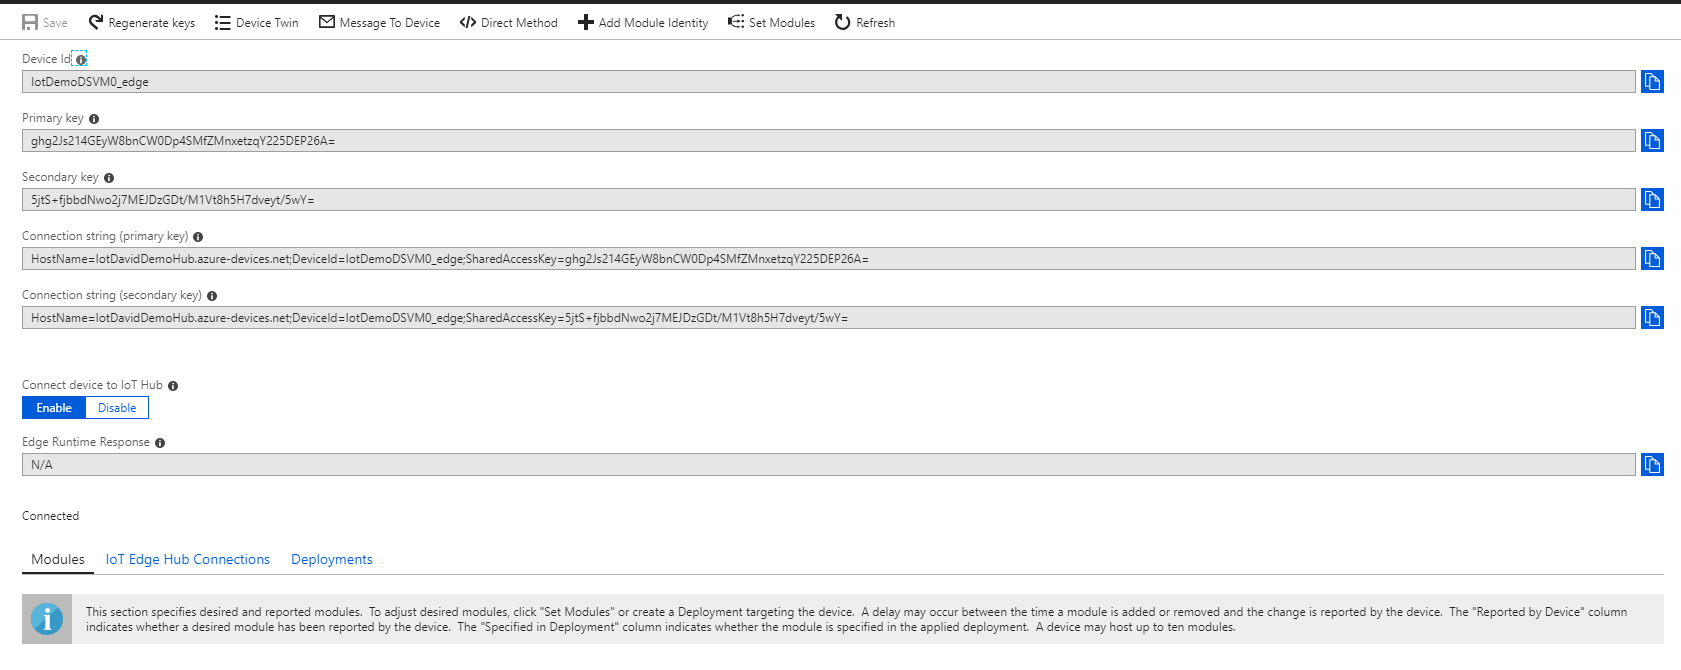 Save Regenerate keys Device Twin Message To Device Direct Method Add Module Identity Set Modules Refresh
Device Id
IotDemoDSVM0_edge
Primary key
ghg2Js214GEyW8bnCW0Dp4SMfZMnxetzqY225DEP26A=
Secondary key
5jtS+fjbbdNwo2j7MEJDzGDt/M1Vt8h5H7dveyt/5wY=
Connection string (primary key)
HostName=IotDavidDemoHub.azure-devices.net;DeviceId=IotDemoDSVM0_edge;SharedAccessKey=ghg2Js214GEyW8bnCW0Dp4SMfZMnxetzqY225DEP26A=
Connection string (secondary key)
HostName=IotDavidDemoHub.azure-devices.net;DeviceId=IotDemoDSVM0_edge;SharedAccessKey=5jtS+fjbbdNwo2j7MEJDzGDt/M1Vt8h5H7dveyt/5wY=
Connect device to IoT Hub
Enable Disable
Edge Runtime Response
N/A
Connected
Modules IoT Edge Hub Connections Deployments
This section specifies desired and reported modules. To adjust desired modules, click "Set Modules" or create a Deployment targeting the device. A delay may occur between the time a module is added or removed and the change is reported by the device. The "Reported by Device" column
indicates whether a desired module has been reported by the device. The "Specified in Deployment" column indicates whether the module is specified in the applied deployment. A device may host up to ten modules.